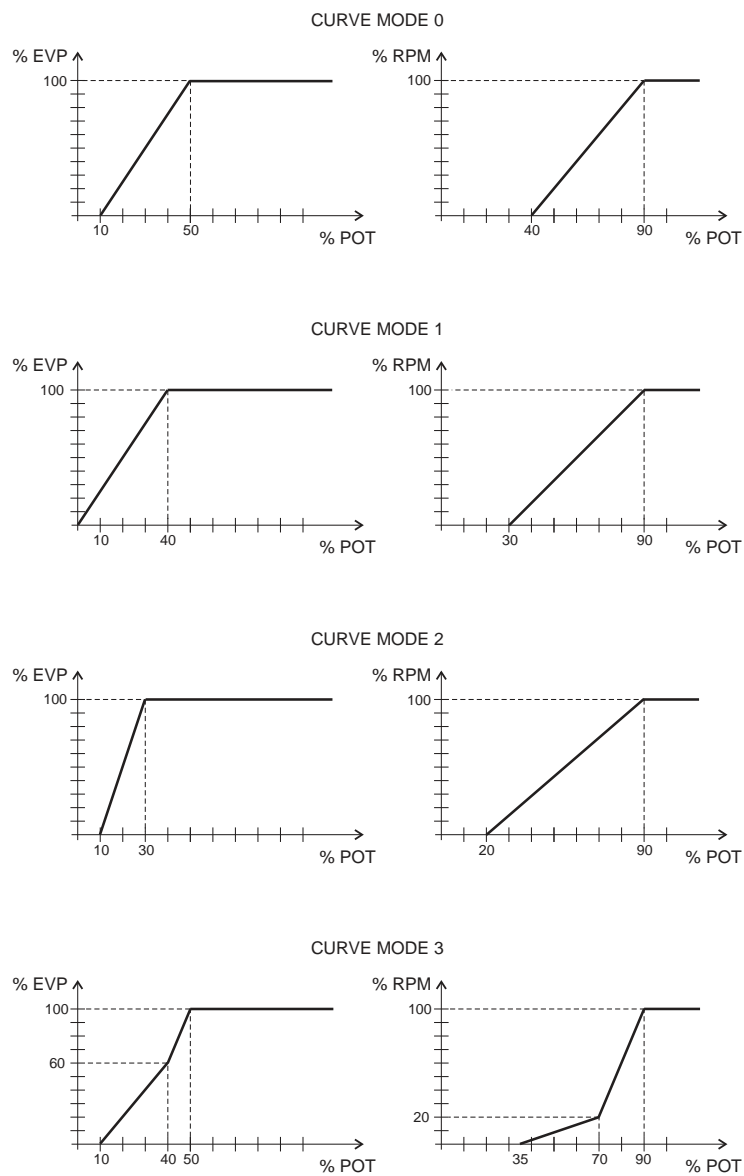 CURVE MODE 0
% EVP
% RPM
100
100
10
50
40
90
% POT
% POT
CURVE MODE 1
% EVP
% RPM
100
100
10
40
30
90
% POT
% POT
CURVE MODE 2
% EVP
% RPM
100
100
10
30
20
90
% POT
% POT
CURVE MODE 3
% EVP
% RPM
100
100
60
20
10
40
50
35
70
90
% POT
% POT